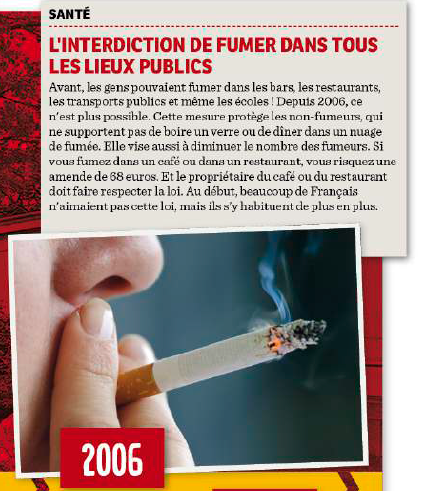 SANTÉ
L'INTERDICTION DE FUMER DANS TOUS
LES LIEUX PUBLICS
Avant, les gens pouvaient fumer dans les bars, les restaurants,
les transports publics et même les écoles ! Depuis 2006, ce
n'est plus possible. Cette mesure protège les non-fumeurs, qui
ne supportent pas de boire un verre ou de dîner dans un nuage
de fumée. Elle vise aussi à diminuer le nombre des fumeurs. Si
vous fumez dans un café ou dans un restaurant, vous risquez une
amende de 68 euros. Et le propriétaire du café ou du restaurant
doit faire respecter la loi. Au début, beaucoup de Français
n'aimaient pas cette loi, mais ils s'y habituent de plus en plus.
2006